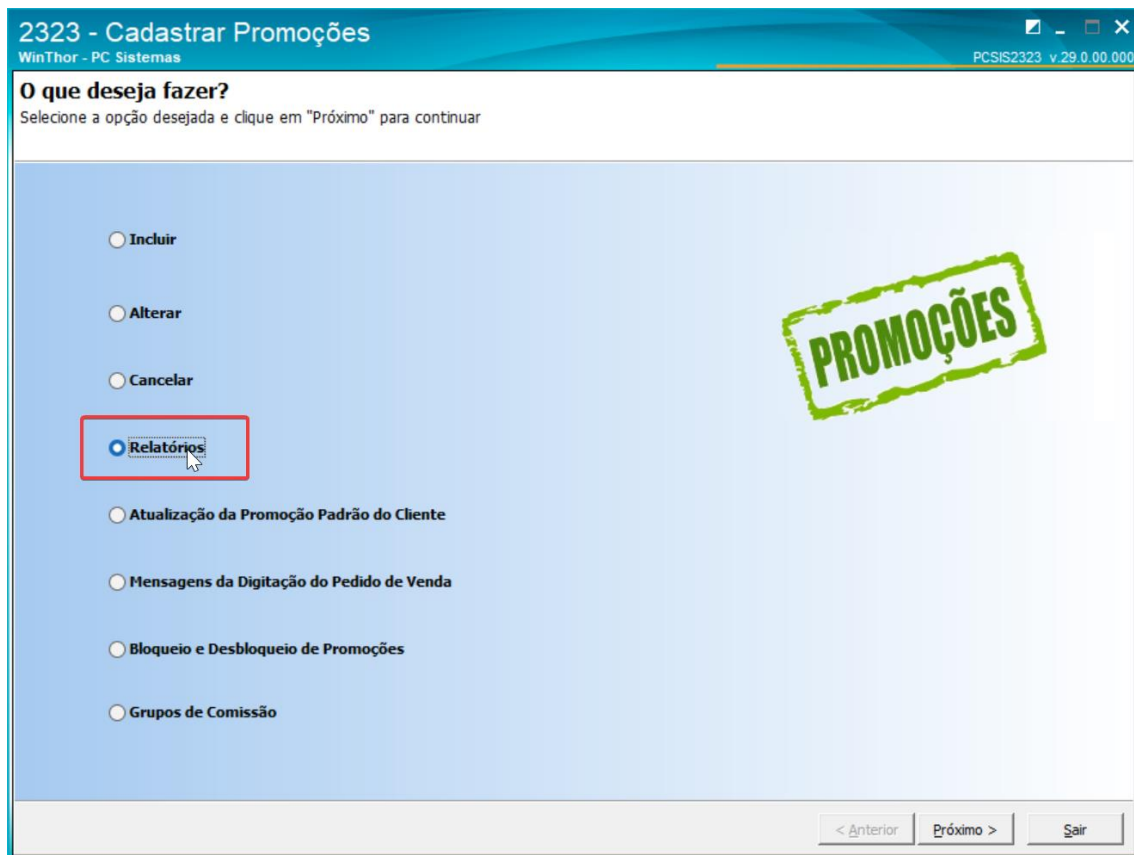 2323 - Cadastrar Promoções
WinThor - PC Sistemas
PCSIS2323 v.29.0.00.000
O que deseja fazer?
Selecione a opção desejada e clique em "Próximo" para continuar
Incluir
Alterar
Cancelar
Relatórios
Atualização da Promoção Padrão do Cliente
Mensagens da Digitação do Pedido de Venda
Bloqueio e Desbloqueio de Promoções
Grupos de Comissão
PROMOÇÕES
< Anterior
Próximo >
Sair